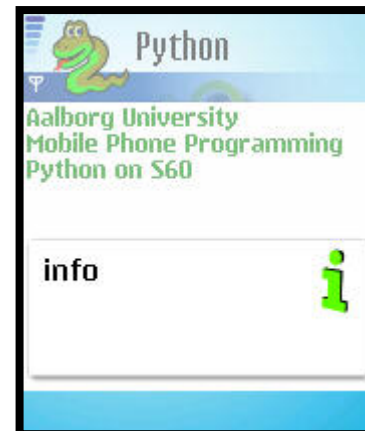 Python
Aalborg University
Mobile Phone Programming
Python on S60
info